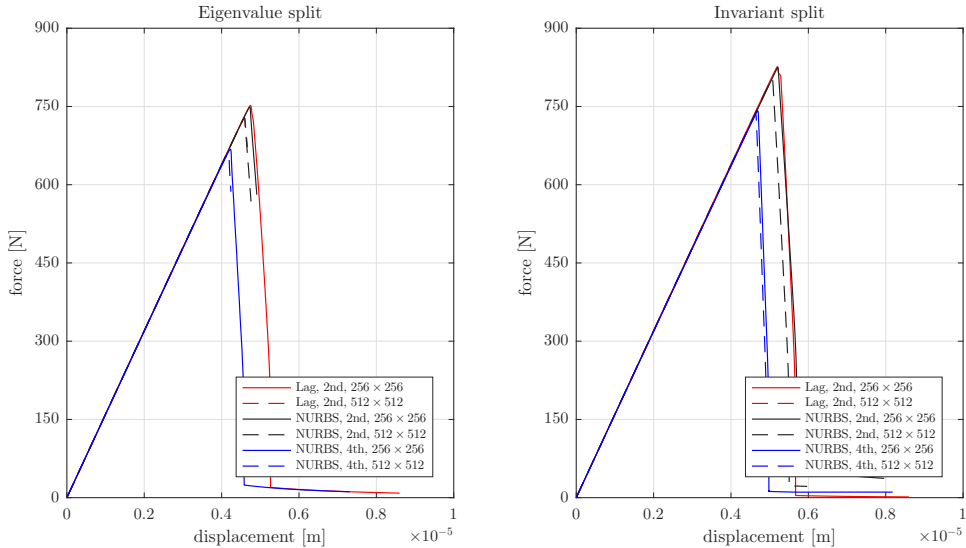 Eigenvalue split
900
750
600
450
300
150
0
force [N]
Lag, 2nd, 256 × 256
Lag, 2nd, 512 × 512
NURBS, 2nd, 256 × 256
NURBS, 2nd, 512 × 512
NURBS, 4th, 256 × 256
NURBS, 4th, 512 × 512
0 0.2 0.4 0.6 0.8 1
displacement [m]
×10⁻⁵
Invariant split
900
750
600
450
300
150
0
force [N]
Lag, 2nd, 256 × 256
Lag, 2nd, 512 × 512
NURBS, 2nd, 256 × 256
NURBS, 2nd, 512 × 512
NURBS, 4th, 256 × 256
NURBS, 4th, 512 × 512
0 0.2 0.4 0.6 0.8 1
displacement [m]
×10⁻⁵